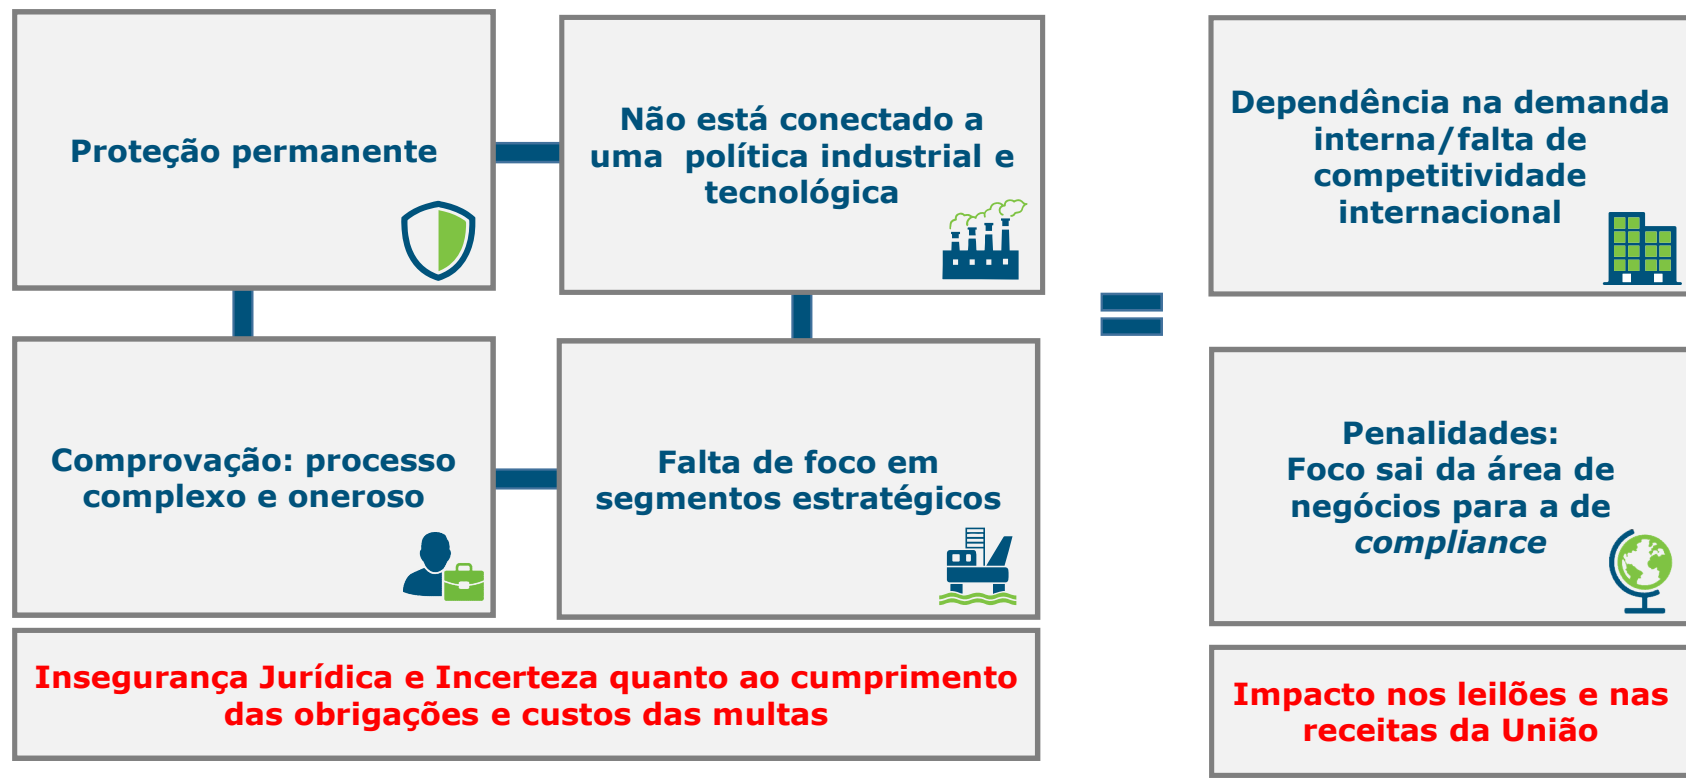 Proteção permanente
Não está conectado a
uma política industrial e
tecnológica
Comprovação: processo
complexo e oneroso
Falta de foco em
segmentos estratégicos
Insegurança Jurídica e Incerteza quanto ao cumprimento
das obrigações e custos das multas
Dependência na demanda
interna/falta de
competitividade
internacional
Penalidades:
Foco sai da área de
negócios para a de
compliance
Impacto nos leilões e nas
receitas da União